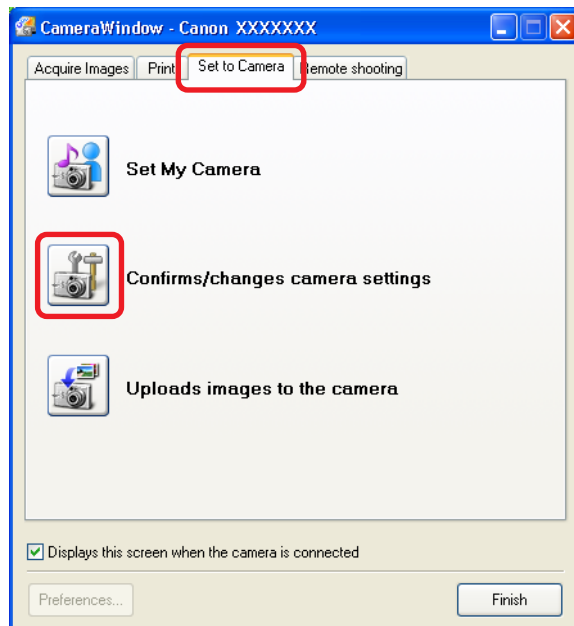 CameraWindow - Canon XXXXXXX
Acquire Images Print Set to Camera Remote shooting
Set My Camera
Confirms/changes camera settings
Uploads images to the camera
Displays this screen when the camera is connected
Preferences... Finish